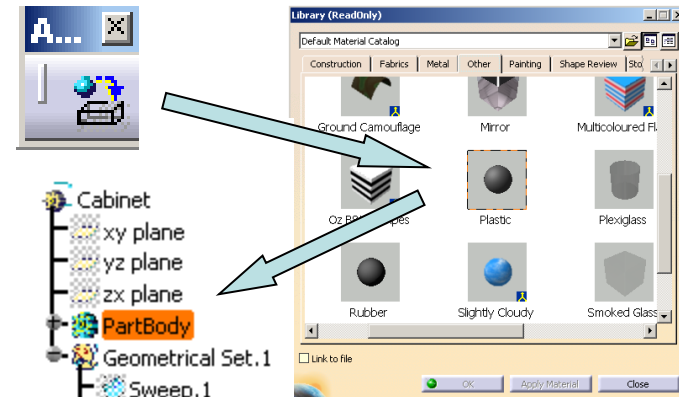 A...
Library (ReadOnly)
Default Material Catalog
Construction Fabrics Metal Other Painting Shape Review Sto
Ground Camouflage Mirror Multicoloured Fl
Plastic Plexiglass
Rubber Slightly Cloudy Smoked Glass
Link to file
OK Apply Material Close
Cabinet
xy plane
yz plane
zx plane
PartBody
Geometrical Set.1
Sweep.1